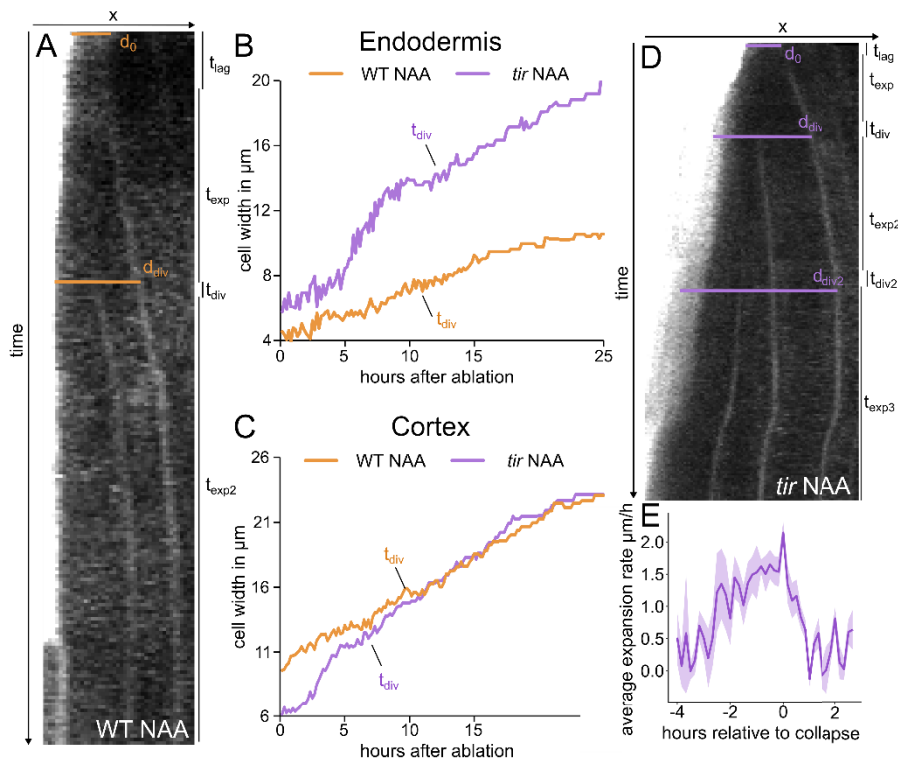 A
x
time
d0
tlag
texp
ddiv
tdiv
texp2
WT NAA
B
Endodermis
WT NAA
tir NAA
cell width in μm
20
16
12
8
4
tdiv
tdiv
0
5
10
15
25
hours after ablation
C
Cortex
WT NAA
tir NAA
cell width in μm
26
21
16
11
6
tdiv
tdiv
0
5
10
15
25
hours after ablation
D
x
time
d0
tlag
texp
ddiv
tdiv
texp2
ddiv2
tdiv2
texp3
tir NAA
E
average expansion rate μm/h
2.0
1.5
1.0
0.5
0.0
-4
-2
0
2
hours relative to collapse